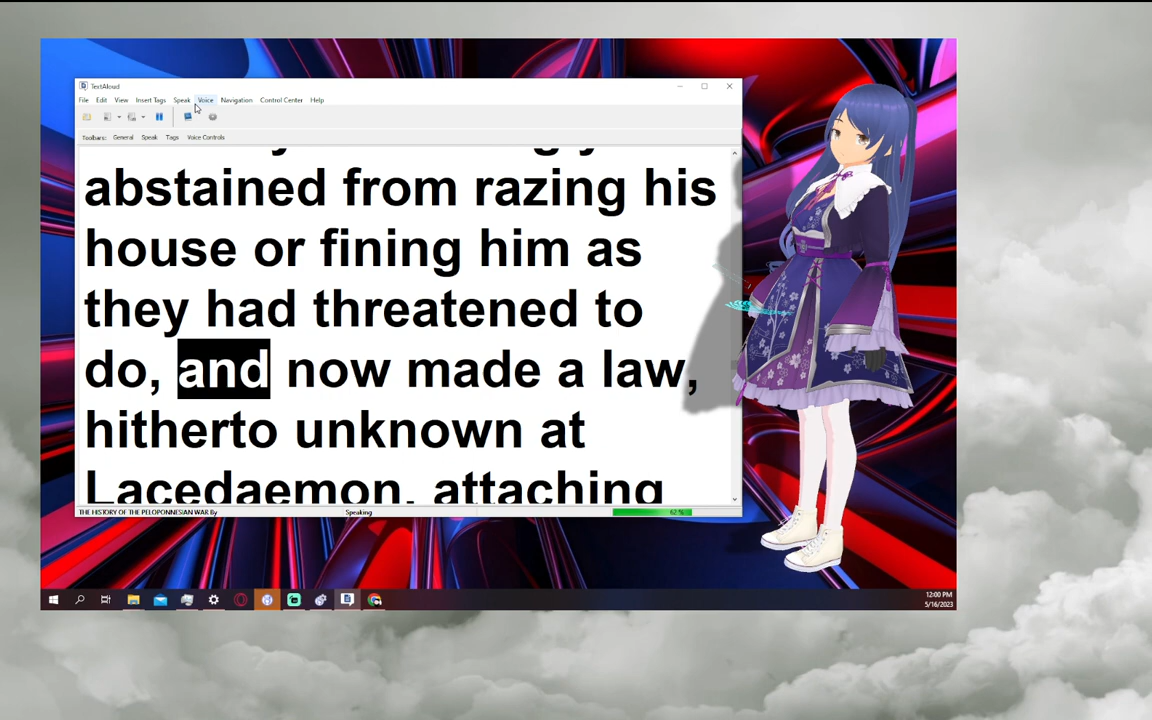 TextAloud
File Edit View Insert Tags Speak Voice Navigation Control Center Help
Toolbars: General Speak Tags Voice Controls
abstained from razing his
house or fining him as
they had threatened to
do, and now made a law,
hitherto unknown at
Lacedaemon, attaching
THE HISTORY OF THE PELOPONNESIAN WAR By Speaking 62 %
12:00 PM
5/16/2023